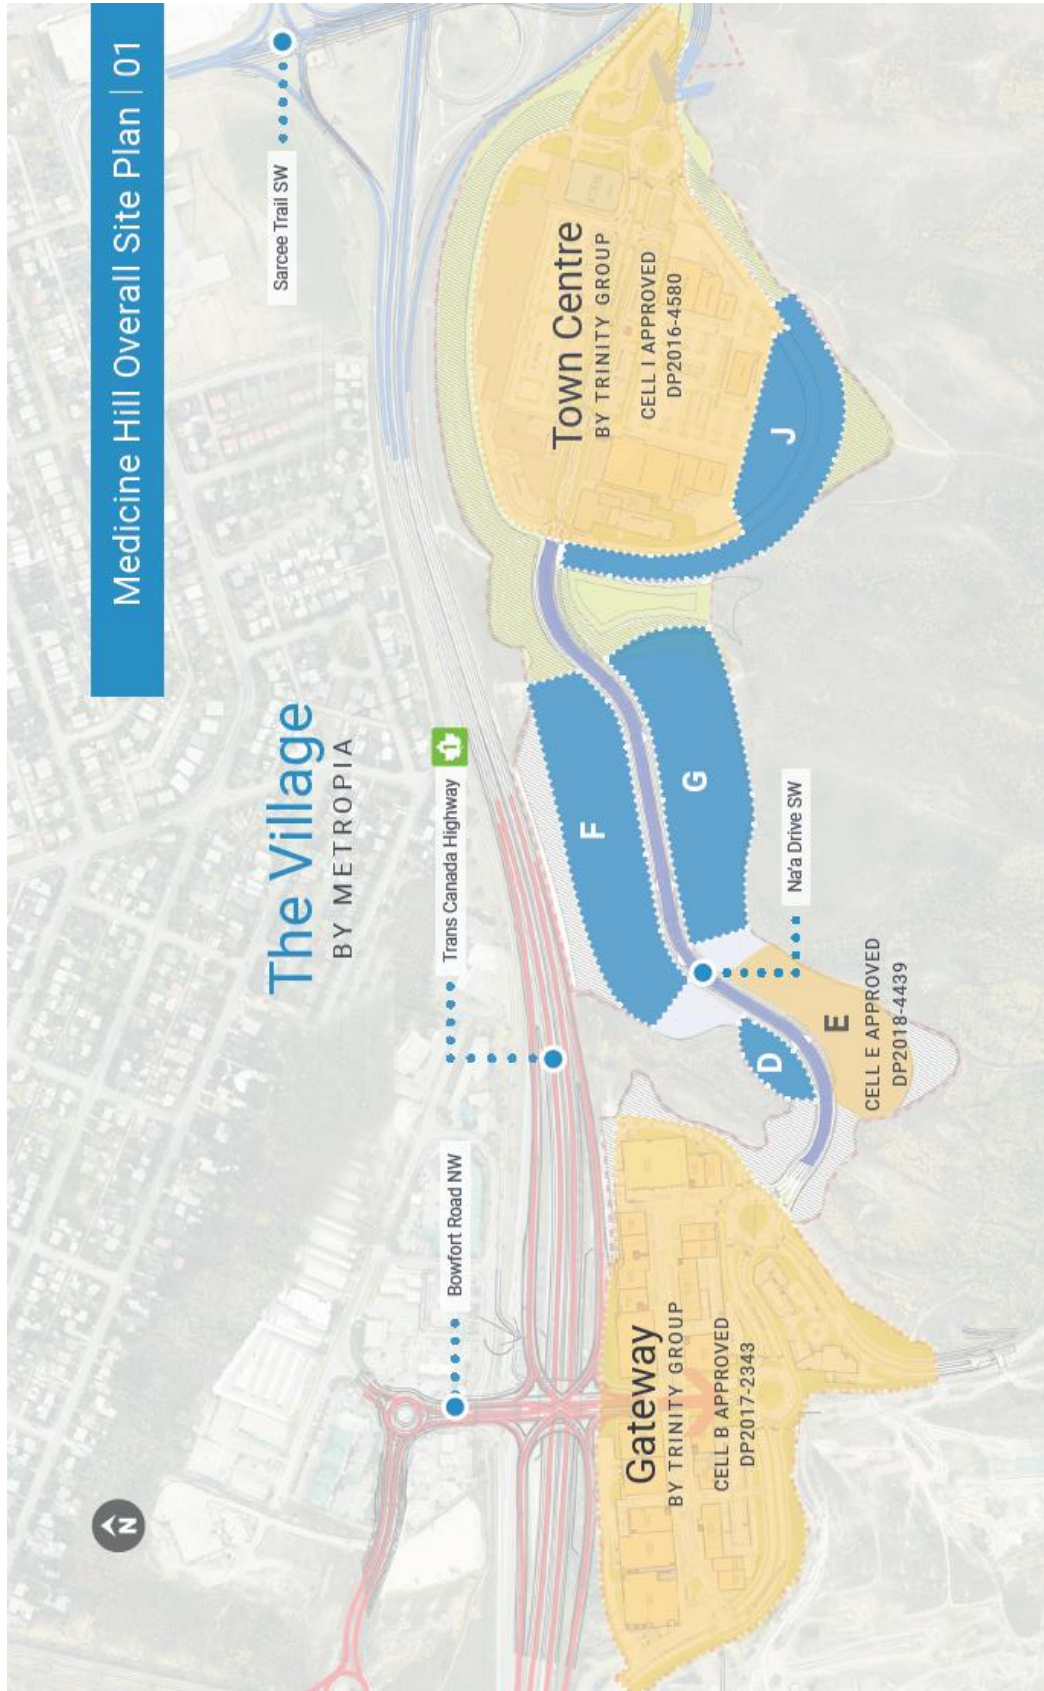 Medicine Hill Overall Site Plan | 01
N
The Village
BY METROPIA
Sarcee Trail SW
Trans Canada Highway
1
Bowfort Road NW
Town Centre
BY TRINITY GROUP
CELL I APPROVED
DP2016-4580
J
F
G
Na'a Drive SW
D
E
CELL E APPROVED
DP2018-4439
Gateway
BY TRINITY GROUP
CELL B APPROVED
DP2017-2343